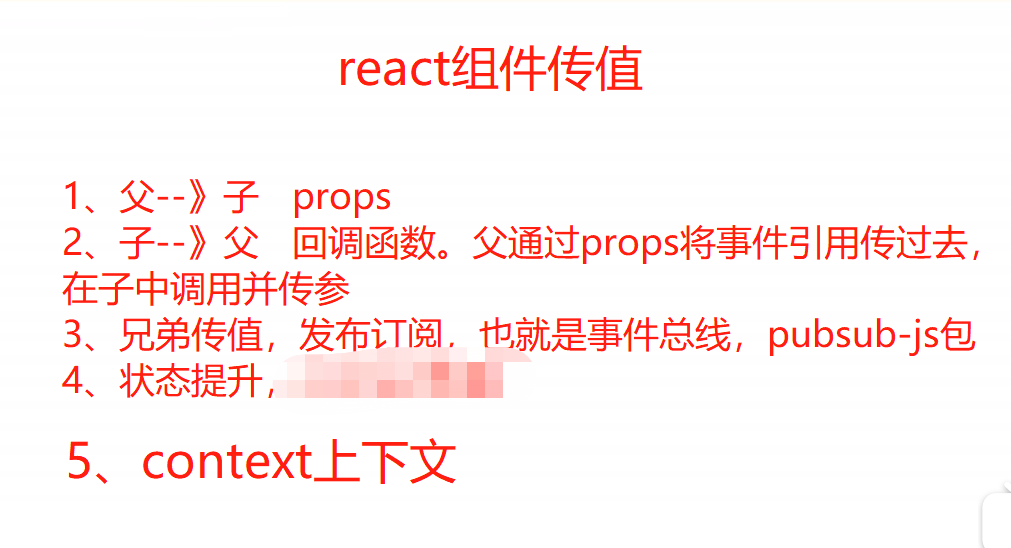 react组件传值
1、父--》子 props
2、子--》父 回调函数。父通过props将事件引用传过去，
在子中调用并传参
3、兄弟传值，发布订阅，也就是事件总线，pubsub-js包
4、状态提升，
5、context上下文